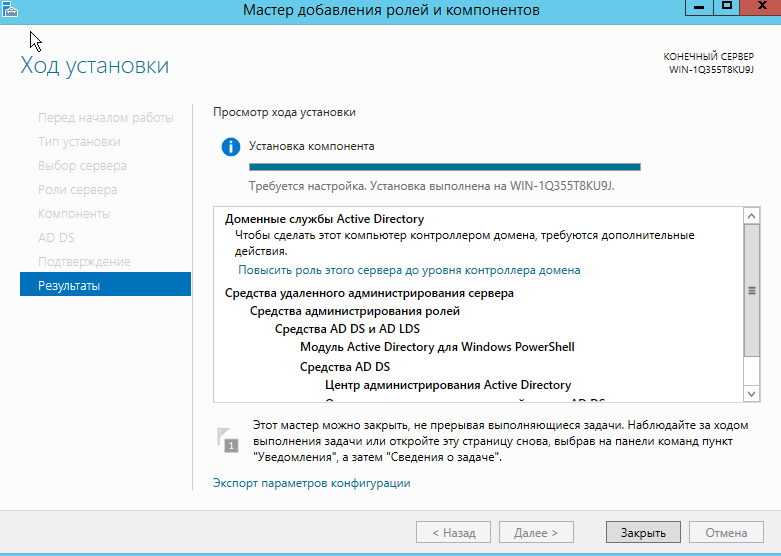 Мастер добавления ролей и компонентов
Ход установки
КОНЕЧНЫЙ СЕРВЕР
WIN-1Q355T8KU9J
Перед началом работы
Тип установки
Выбор сервера
Роли сервера
Компоненты
AD DS
Подтверждение
Результаты
Просмотр хода установки
Установка компонента
Требуется настройка. Установка выполнена на WIN-1Q355T8KU9J.
Доменные службы Active Directory
Чтобы сделать этот компьютер контроллером домена, требуются дополнительные
действия.
Повысить роль этого сервера до уровня контроллера домена
Средства удаленного администрирования сервера
Средства администрирования ролей
Средства AD DS и AD LDS
Модуль Active Directory для Windows PowerShell
Средства AD DS
Центр администрирования Active Directory
1
Этот мастер можно закрыть, не прерывая выполняющиеся задачи. Наблюдайте за ходом
выполнения задачи или откройте эту страницу снова, выбрав на панели команд пункт
"Уведомления", а затем "Сведения о задаче".
Экспорт параметров конфигурации
< Назад
Далее >
Закрыть
Отмена